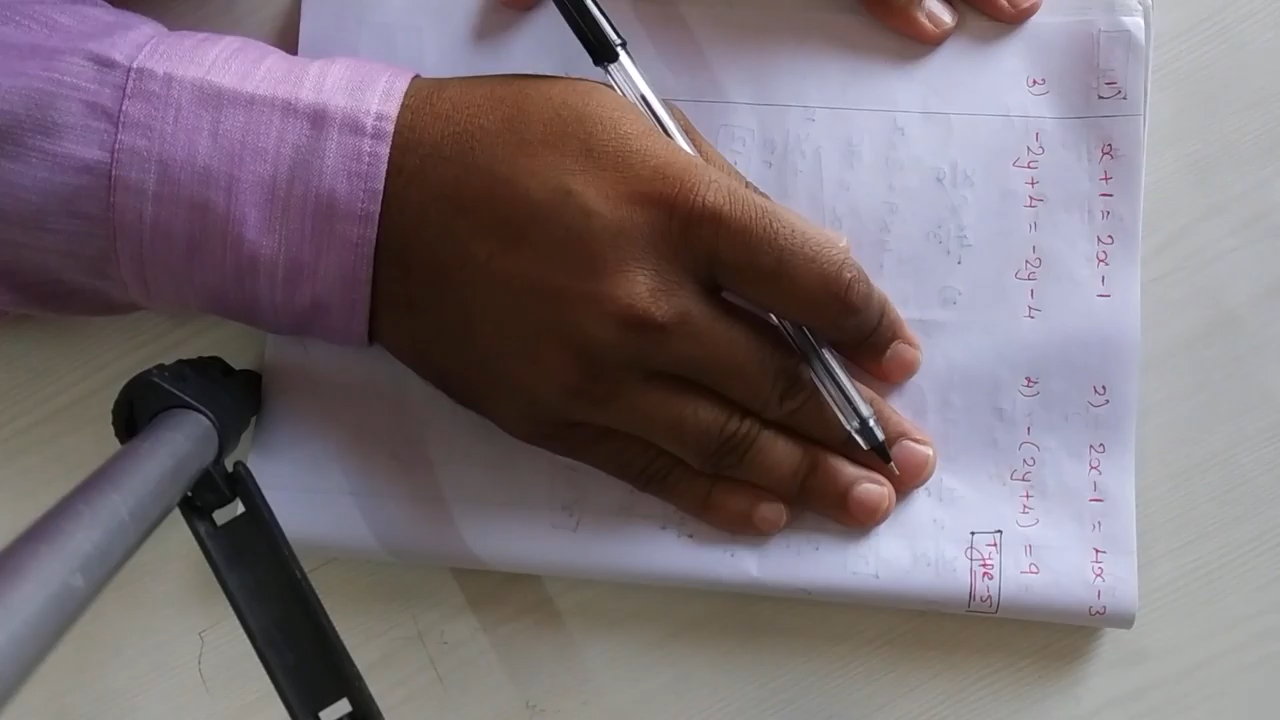 1) x + 1 = 2x - 1 2) 2x - 1 = 4x - 3
3) -2y + 4 = -2y - 4 4) -(2y + 4) = 9
Type-5